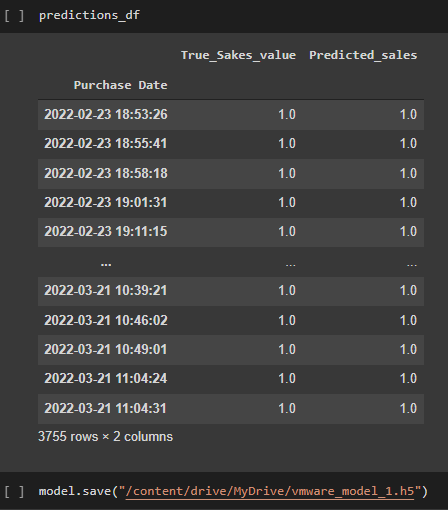 [ ] predictions_df
True_Sakes_value Predicted_sales
Purchase Date
2022-02-23 18:53:26 1.0 1.0
2022-02-23 18:55:41 1.0 1.0
2022-02-23 18:58:18 1.0 1.0
2022-02-23 19:01:31 1.0 1.0
2022-02-23 19:11:15 1.0 1.0
... ... ...
2022-03-21 10:39:21 1.0 1.0
2022-03-21 10:46:02 1.0 1.0
2022-03-21 10:49:01 1.0 1.0
2022-03-21 11:04:24 1.0 1.0
2022-03-21 11:04:31 1.0 1.0
3755 rows × 2 columns
[ ] model.save("/content/drive/MyDrive/vmware_model_1.h5")